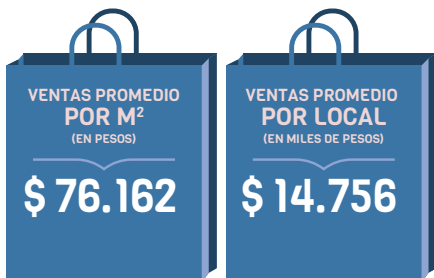 VENTAS PROMEDIO
POR M²
(EN PESOS)
$ 76.162
VENTAS PROMEDIO
POR LOCAL
(EN MILES DE PESOS)
$ 14.756